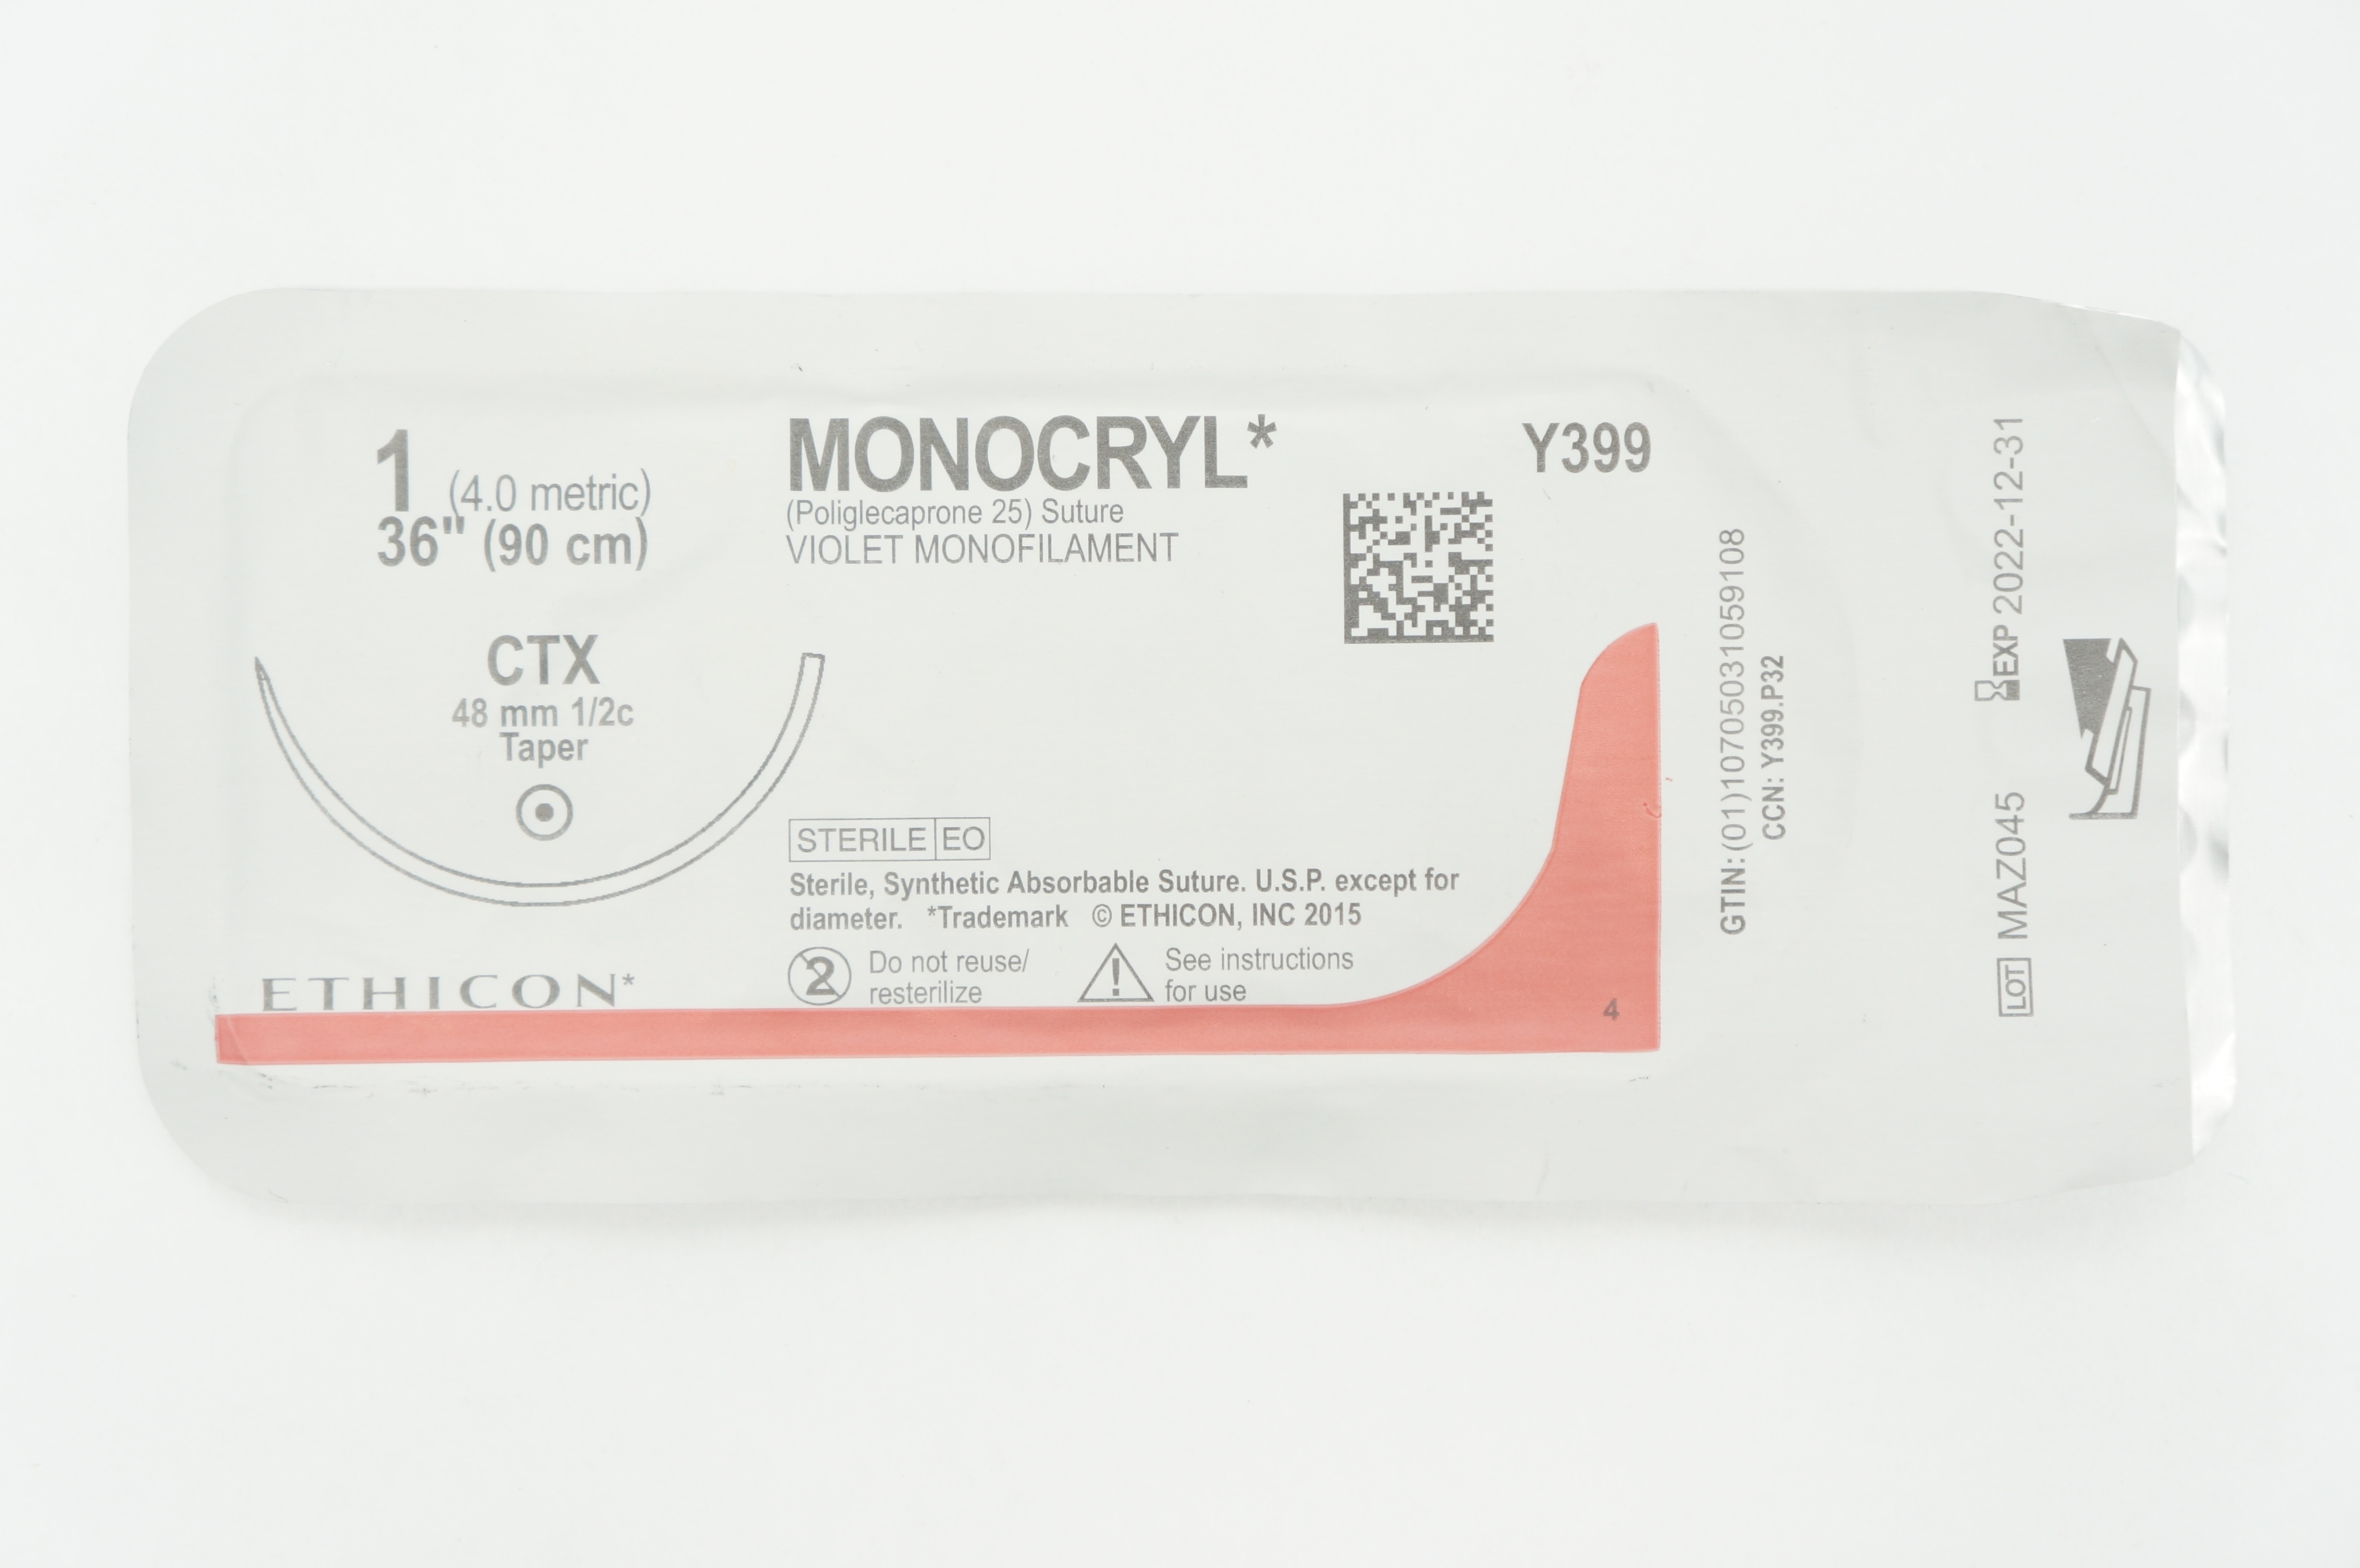 1 (4.0 metric)
36" (90 cm)
CTX
48 mm 1/2c
Taper
ETHICON*
MONOCRYL*
(Poliglecaprone 25) Suture
VIOLET MONOFILAMENT
Y399
STERILE EO
Sterile, Synthetic Absorbable Suture. U.S.P. except for
diameter. *Trademark © ETHICON, INC 2015
2 Do not reuse/
resterilize
! See instructions
for use
4
GTIN:(01)10705031059108
CCN: Y399.P32
LOT MAZ045
EXP 2022-12-31